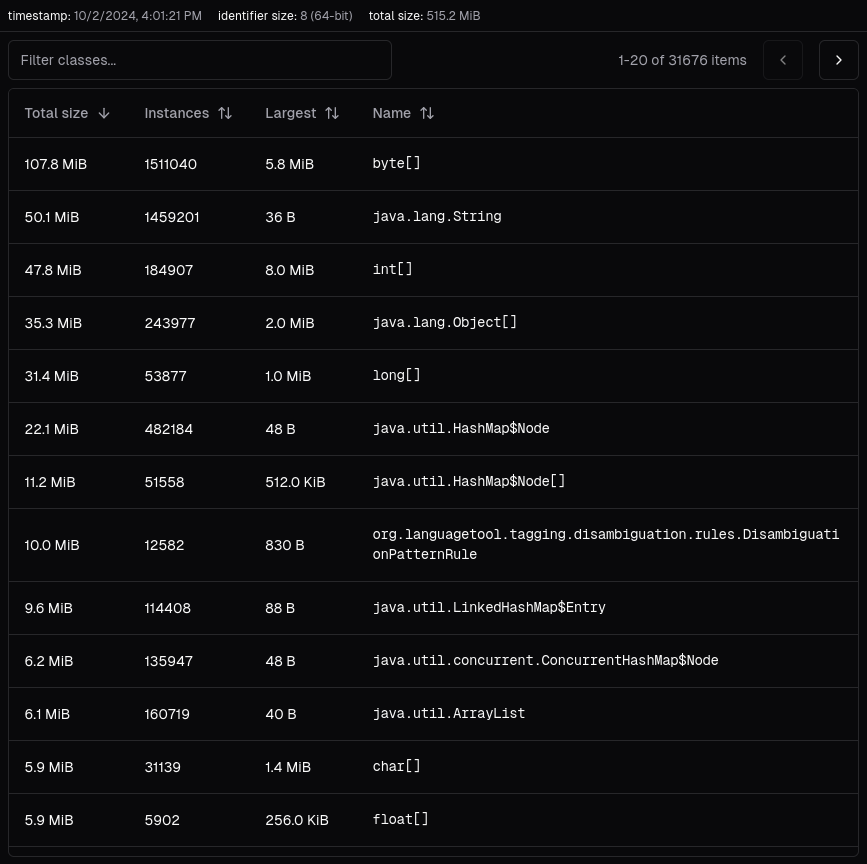 timestamp: 10/2/2024, 4:01:21 PM identifier size: 8 (64-bit) total size: 515.2 MiB
Filter classes... 1-20 of 31676 items
Total size Instances Largest Name
107.8 MiB 1511040 5.8 MiB byte[]
50.1 MiB 1459201 36 B java.lang.String
47.8 MiB 184907 8.0 MiB int[]
35.3 MiB 243977 2.0 MiB java.lang.Object[]
31.4 MiB 53877 1.0 MiB long[]
22.1 MiB 482184 48 B java.util.HashMap$Node
11.2 MiB 51558 512.0 KiB java.util.HashMap$Node[]
10.0 MiB 12582 830 B org.languagetool.tagging.disambiguation.rules.Disambiguati
onPatternRule
9.6 MiB 114408 88 B java.util.LinkedHashMap$Entry
6.2 MiB 135947 48 B java.util.concurrent.ConcurrentHashMap$Node
6.1 MiB 160719 40 B java.util.ArrayList
5.9 MiB 31139 1.4 MiB char[]
5.9 MiB 5902 256.0 KiB float[]